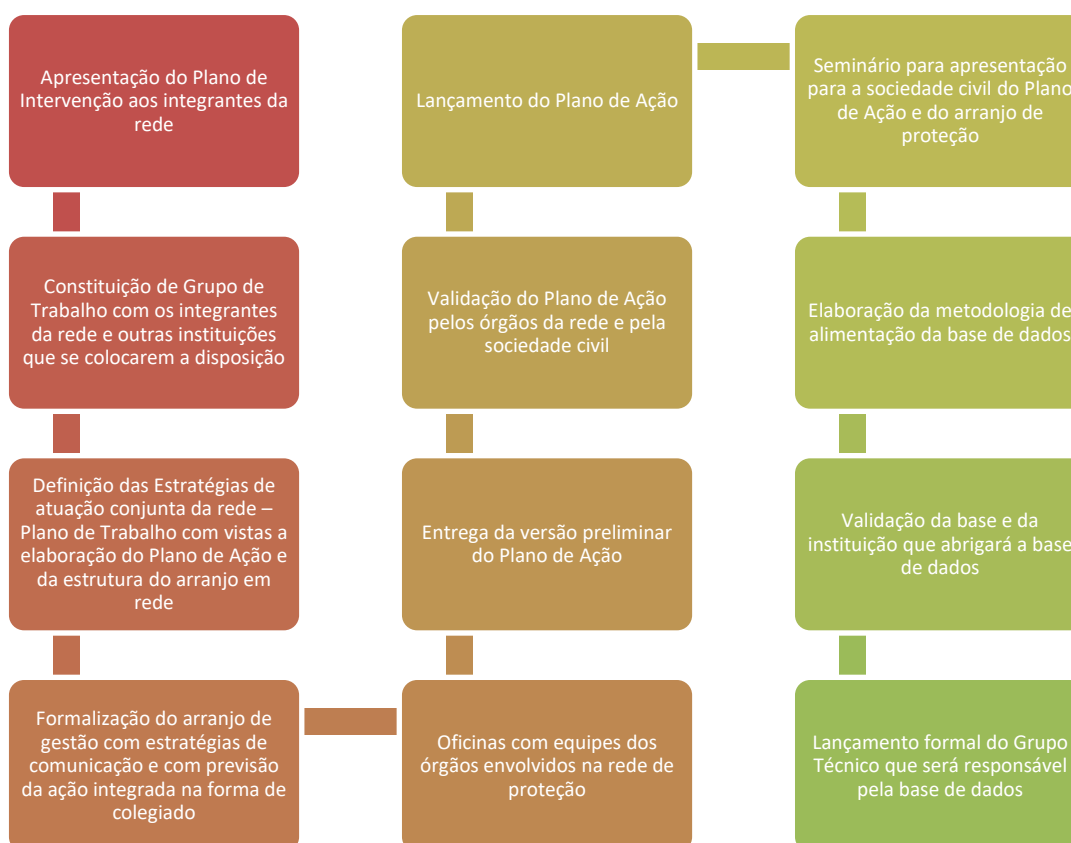 Apresentação do Plano de
Intervenção aos integrantes da
rede
Constituição de Grupo de
Trabalho com os integrantes
da rede e outras instituições
que se colocarem a disposição
Definição das Estratégias de
atuação conjunta da rede –
Plano de Trabalho com vistas a
elaboração do Plano de Ação e
da estrutura do arranjo em
rede
Formalização do arranjo de
gestão com estratégias de
comunicação e com previsão
da ação integrada na forma de
colegiado
Oficinas com equipes dos
órgãos envolvidos na rede de
proteção
Entrega da versão preliminar
do Plano de Ação
Validação do Plano de Ação
pelos órgãos da rede e pela
sociedade civil
Lançamento do Plano de Ação
Seminário para apresentação
para a sociedade civil do Plano
de Ação e do arranjo de
proteção
Elaboração da metodologia de
alimentação da base de dados
Validação da base e da
instituição que abrigará a base
de dados
Lançamento formal do Grupo
Técnico que será responsável
pela base de dados